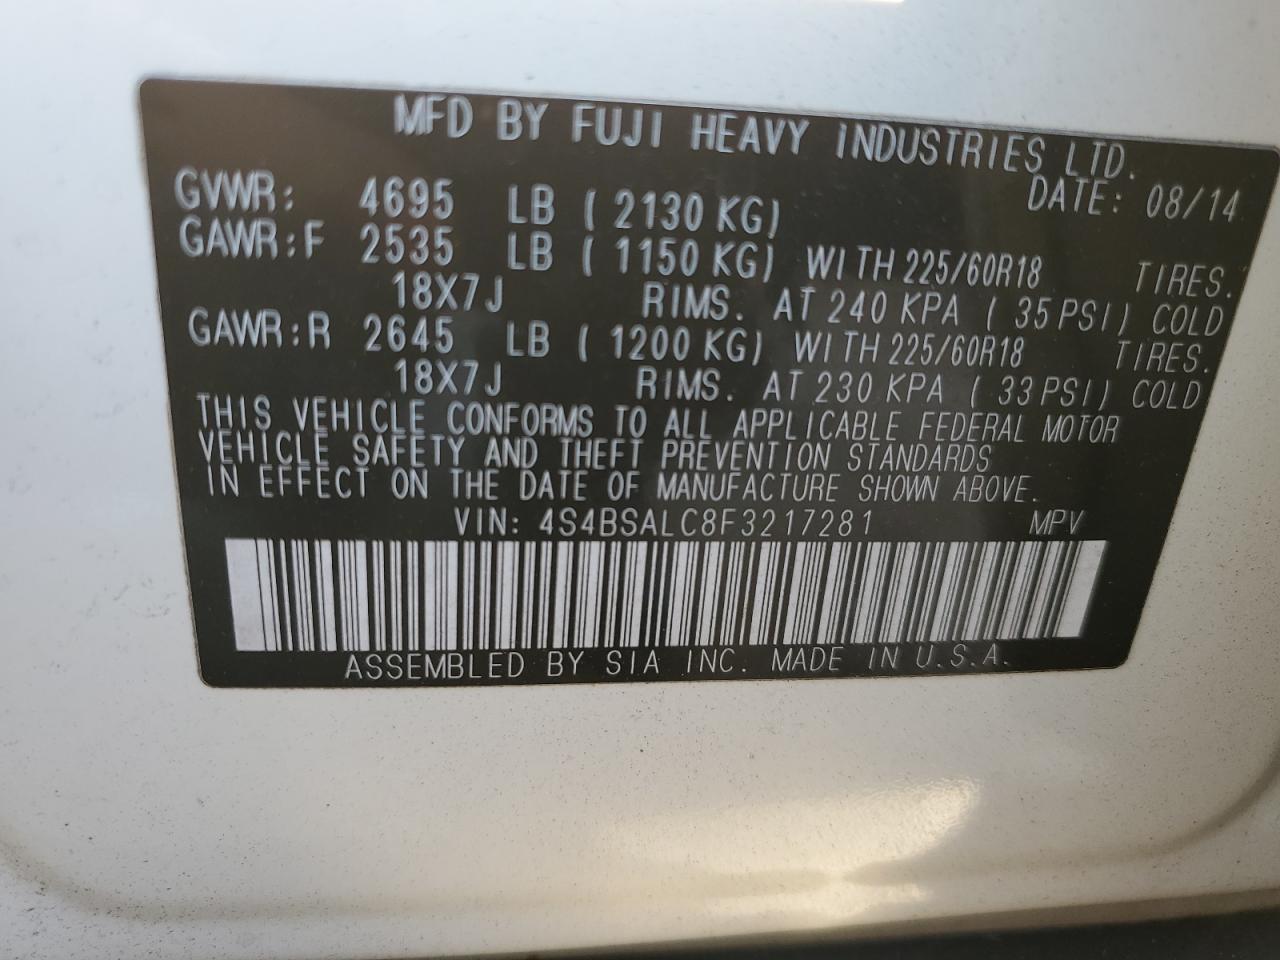 MFD BY FUJI HEAVY INDUSTRIES LTD.
DATE: 08/14
GVWR: 4695 LB ( 2130 KG)
GAWR:F 2535 LB ( 1150 KG) WITH 225/60R18 TIRES.
18X7J RIMS. AT 240 KPA ( 35 PSI) COLD
GAWR:R 2645 LB ( 1200 KG) WITH 225/60R18 TIRES.
18X7J RIMS. AT 230 KPA ( 33 PSI) COLD
THIS VEHICLE CONFORMS TO ALL APPLICABLE FEDERAL MOTOR
VEHICLE SAFETY AND THEFT PREVENTION STANDARDS
IN EFFECT ON THE DATE OF MANUFACTURE SHOWN ABOVE.
VIN: 4S4BSALC8F3217281 MPV
ASSEMBLED BY SIA INC. MADE IN U.S.A.